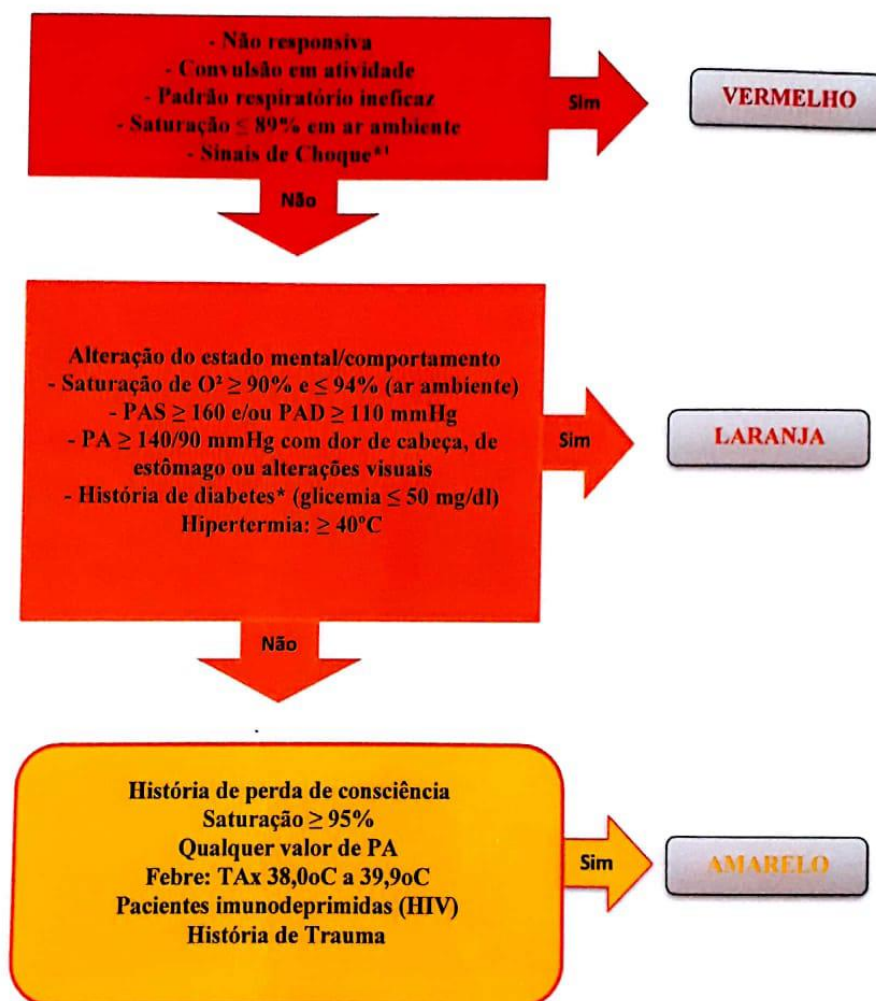 - Não responsiva
- Convulsão em atividade
- Padrão respiratório ineficaz
- Saturação ≤ 89% em ar ambiente
- Sinais de Choque*¹
Sim
VERMELHO
Não
Alteração do estado mental/comportamento
- Saturação de O² ≥ 90% e ≤ 94% (ar ambiente)
- PAS ≥ 160 e/ou PAD ≥ 110 mmHg
- PA ≥ 140/90 mmHg com dor de cabeça, de
estômago ou alterações visuais
- História de diabetes* (glicemia ≤ 50 mg/dl)
Hipertermia: ≥ 40ºC
Sim
LARANJA
Não
História de perda de consciência
Saturação ≥ 95%
Qualquer valor de PA
Febre: TAx 38,0oC a 39,9oC
Pacientes imunodeprimidas (HIV)
História de Trauma
Sim
AMARELO